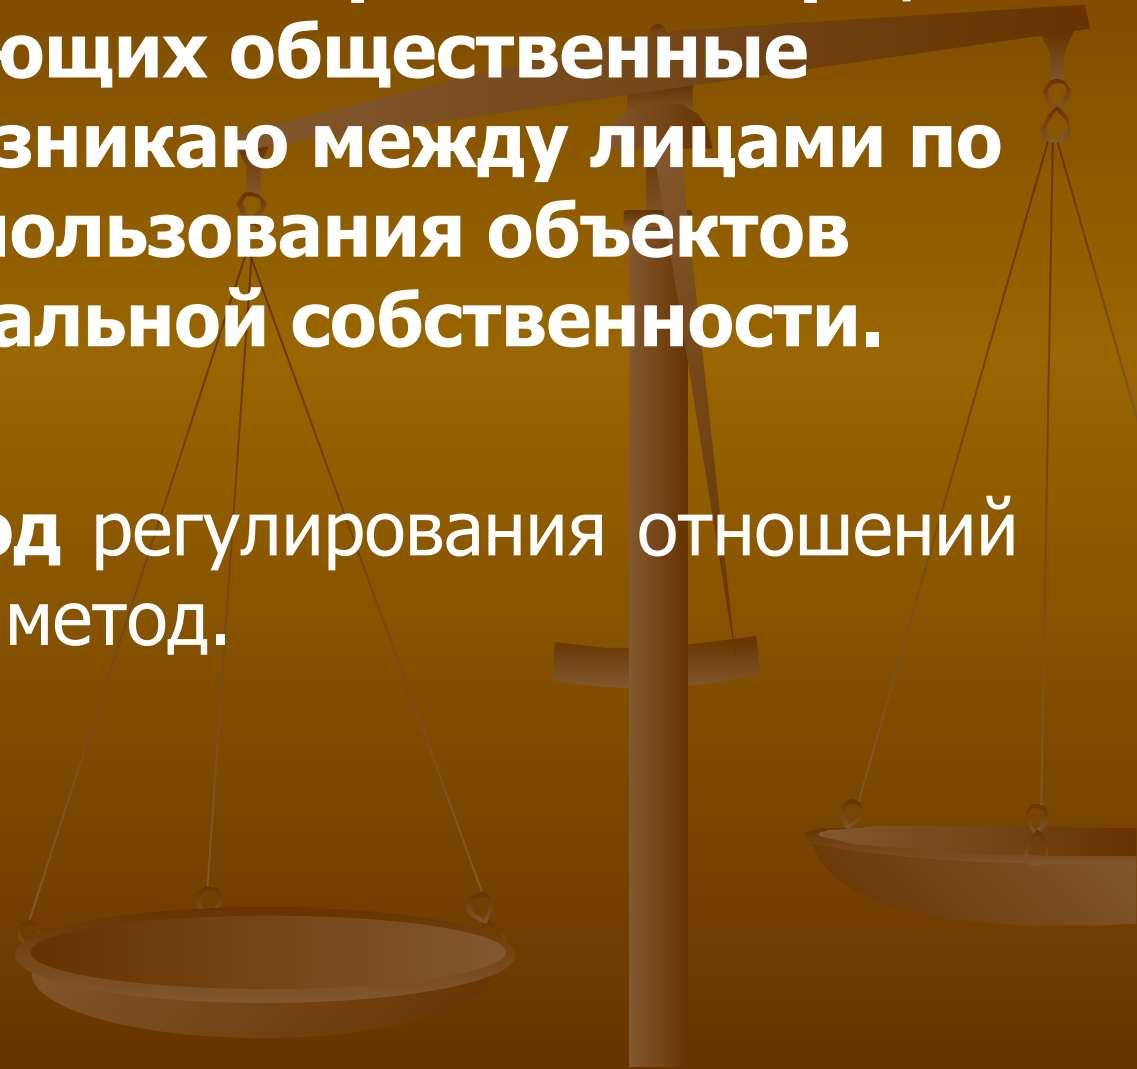 ющих общественные
зникаю между лицами по
пользования объектов
альной собственности.
од регулирования отношений
метод.